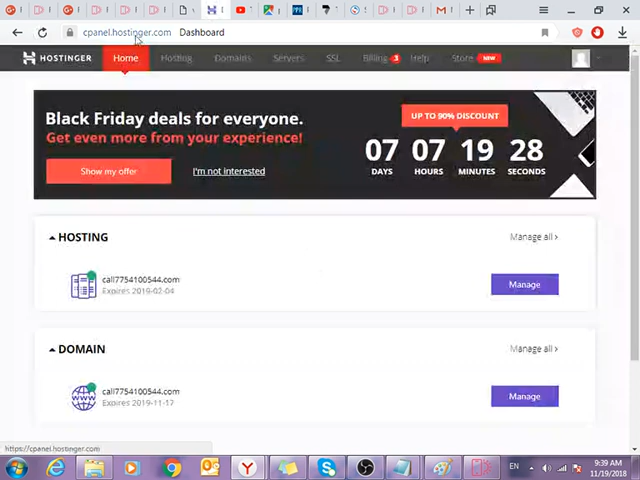 cpanel.hostinger.com Dashboard
HOSTINGER Home Hosting Domains Servers SSL Billing 3 Help Store NEW
Black Friday deals for everyone.
Get even more from your experience!
Show my offer I'm not interested
UP TO 90% DISCOUNT
07 07 19 28
DAYS HOURS MINUTES SECONDS
HOSTING Manage all
call7754100544.com
Expires 2019-02-04
Manage
DOMAIN Manage all
call7754100544.com
Expires 2019-11-17
Manage
https://cpanel.hostinger.com
EN 9:39 AM
11/19/2018